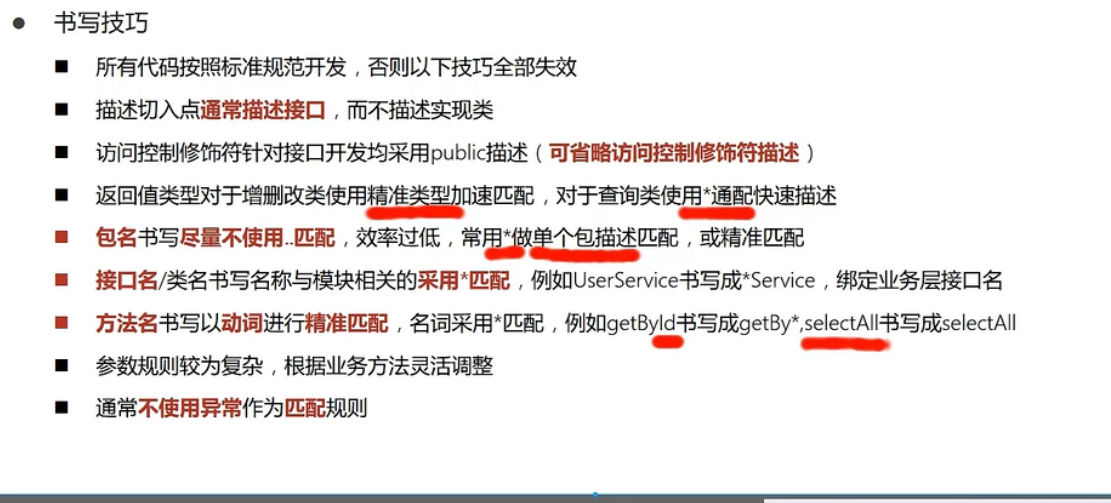 书写技巧
所有代码按照标准规范开发，否则以下技巧全部失效
描述切入点通常描述接口，而不描述实现类
访问控制修饰符针对接口开发均采用public描述（可省略访问控制修饰符描述）
返回值类型对于增删改类使用精准类型加速匹配，对于查询类使用*通配快速描述
包名书写尽量不使用..匹配，效率过低，常用*做单个包描述匹配，或精准匹配
接口名/类名书写名称与模块相关的采用*匹配，例如UserService书写成*Service，绑定业务层接口名
方法名书写以动词进行精准匹配，名词采用*匹配，例如getById书写成getBy*,selectAll书写成selectAll
参数规则较为复杂，根据业务方法灵活调整
通常不使用异常作为匹配规则